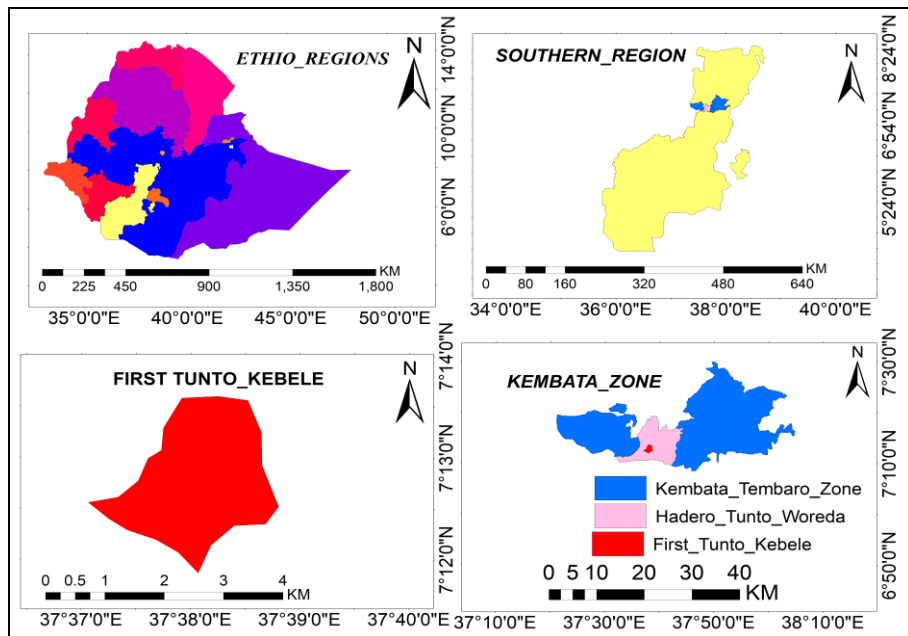 ETHIO_REGIONS
N
14°0'0"N
10°0'0"N
6°0'0"N
KM
0 225 450 900 1,350 1,800
35°0'0"E 40°0'0"E 45°0'0"E 50°0'0"E
SOUTHERN_REGION
N
8°24'0"N
6°54'0"N
5°24'0"N
KM
0 80 160 320 480 640
34°0'0"E 36°0'0"E 38°0'0"E 40°0'0"E
FIRST TUNTO_KEBELE
N
7°14'0"N
7°13'0"N
7°12'0"N
0 0.5 1 2 3 4
KM
37°37'0"E 37°38'0"E 37°39'0"E 37°40'0"E
KEMBATA_ZONE
N
7°30'0"N
7°10'0"N
6°50'0"N
Kembata_Tembaro_Zone
Hadero_Tunto_Woreda
First_Tunto_Kebele
0 5 10 20 30 40
KM
37°10'0"E 37°30'0"E 37°50'0"E 38°10'0"E